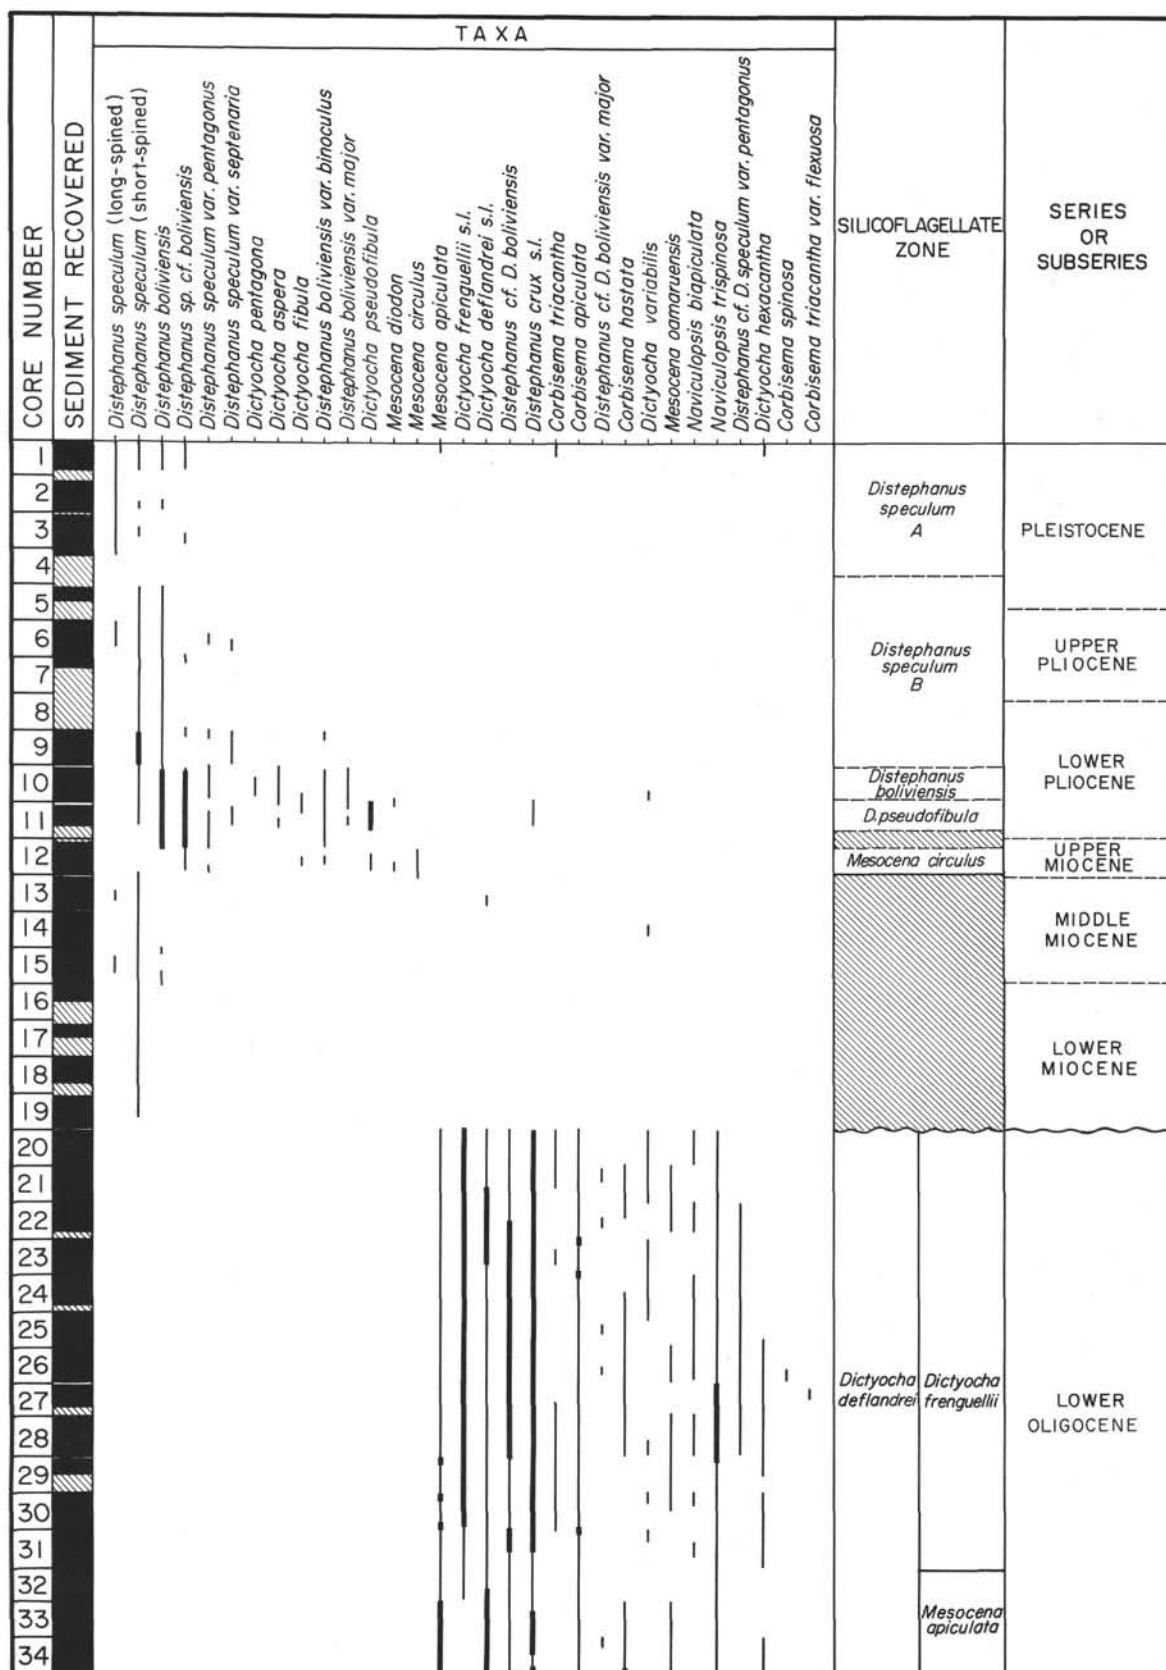 TAXA
CORE NUMBER
SEDIMENT RECOVERED
Distephanus speculum (long-spined)
Distephanus speculum (short-spined)
Distephanus boliviensis
Distephanus sp. cf. boliviensis
Distephanus speculum var. pentagonus
Distephanus speculum var. septenaria
Dictyocha pentagona
Dictyocha aspera
Dictyocha fibula
Distephanus boliviensis var. binoculus
Distephanus boliviensis var. major
Dictyocha pseudofibula
Mesocena diodon
Mesocena circulus
Mesocena apiculata
Dictyocha frenguellii s.l.
Dictyocha deflandrei s.l.
Distephanus cf. D. boliviensis
Distephanus crux s.l.
Corbisema triacantha
Corbisema apiculata
Distephanus cf. D. boliviensis var. major
Corbisema hastata
Dictyocha variabilis
Mesocena oamaruensis
Naviculopsis biapiculata
Naviculopsis trispinosa
Distephanus cf. D. speculum var. pentagonus
Dictyocha hexacantha
Corbisema spinosa
Corbisema triacantha var. flexuosa
SILICOFLAGELLATE
ZONE
SERIES
OR
SUBSERIES
1
2
3
4
5
6
7
8
9
10
11
12
13
14
15
16
17
18
19
20
21
22
23
24
25
26
27
28
29
30
31
32
33
34
Distephanus
speculum
A
Distephanus
speculum
B
Distephanus
boliviensis
D. pseudofibula
Mesocena circulus
Dictyocha
deflandrei
Dictyocha
frenguellii
Mesocena
apiculata
PLEISTOCENE
UPPER
PLIOCENE
LOWER
PLIOCENE
UPPER
MIOCENE
MIDDLE
MIOCENE
LOWER
MIOCENE
LOWER
OLIGOCENE